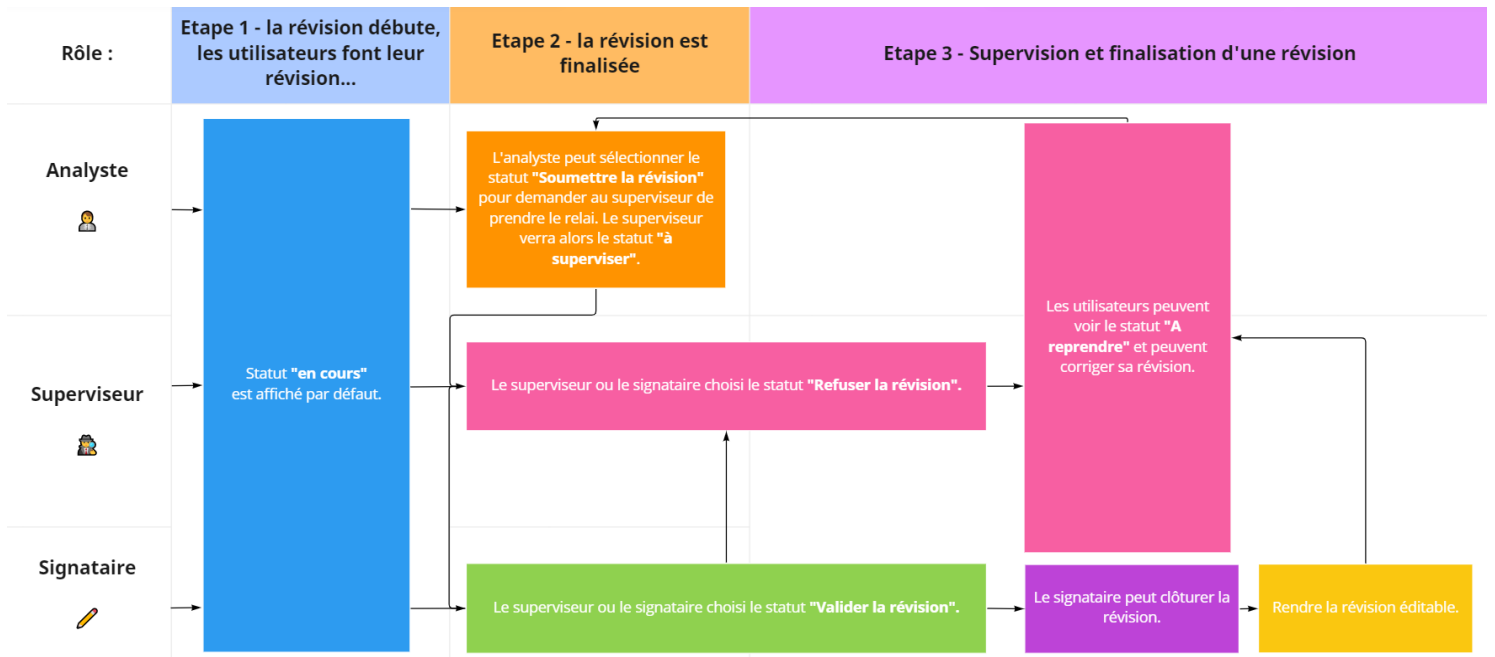 Rôle :
Etape 1 - la révision débute,
les utilisateurs font leur
révision...
Etape 2 - la révision est
finalisée
Etape 3 - Supervision et finalisation d'une révision
Analyste
L'analyste peut sélectionner le
statut "Soumettre la révision"
pour demander au superviseur de
prendre le relai. Le superviseur
verra alors le statut "à
superviser".
Les utilisateurs peuvent
voir le statut "A
reprendre" et peuvent
corriger sa révision.
Superviseur
Statut "en cours"
est affiché par défaut.
Le superviseur ou le signataire choisi le statut "Refuser la révision".
Signataire
Le superviseur ou le signataire choisi le statut "Valider la révision".
Le signataire peut clôturer la
révision.
Rendre la révision éditable.